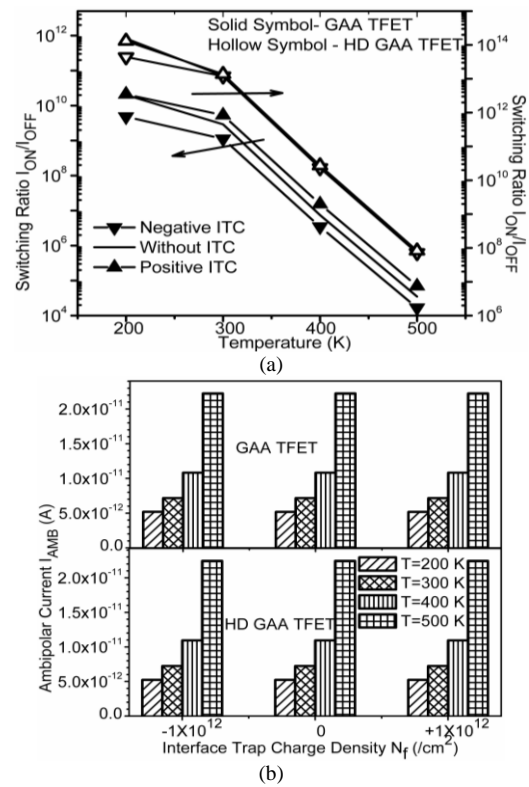 Solid Symbol- GAA TFET
Hollow Symbol - HD GAA TFET
10^12
10^10
10^8
10^6
10^4
Switching Ratio I_ON/I_OFF
10^14
10^12
10^10
10^8
10^6
Switching Ratio I_ON/I_OFF
Negative ITC
Without ITC
Positive ITC
200
300
400
500
Temperature (K)
(a)
2.0x10^-11
1.5x10^-11
1.0x10^-11
5.0x10^-12
0.0
GAA TFET
Ambipolar Current I_AMB (A)
2.0x10^-11
1.5x10^-11
1.0x10^-11
5.0x10^-12
0.00
HD GAA TFET
T=200 K
T=300 K
T=400 K
T=500 K
-1X10^12
0
+1X10^12
Interface Trap Charge Density N_f (/cm^2)
(b)